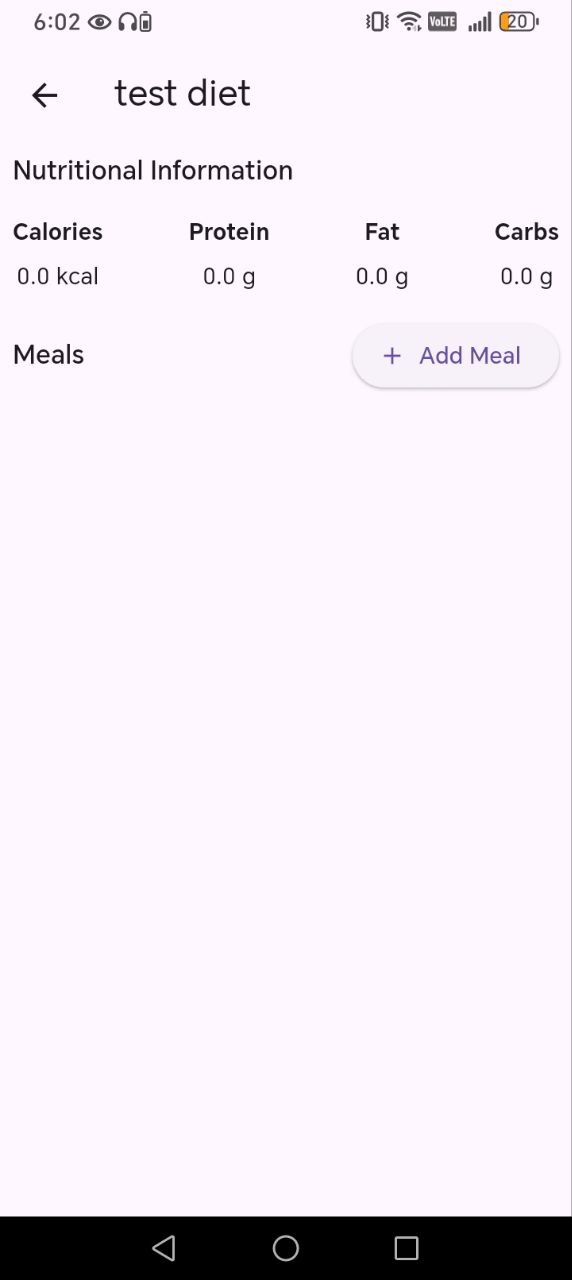 6:02 VoLTE 20
test diet
Nutritional Information
Calories Protein Fat Carbs
0.0 kcal 0.0 g 0.0 g 0.0 g
Meals + Add Meal